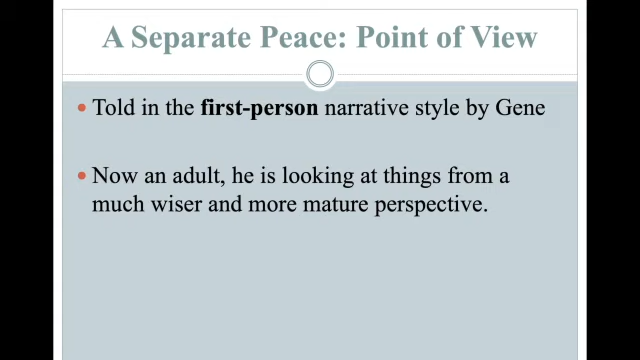 A Separate Peace: Point of View
• Told in the first-person narrative style by Gene
• Now an adult, he is looking at things from a
much wiser and more mature perspective.